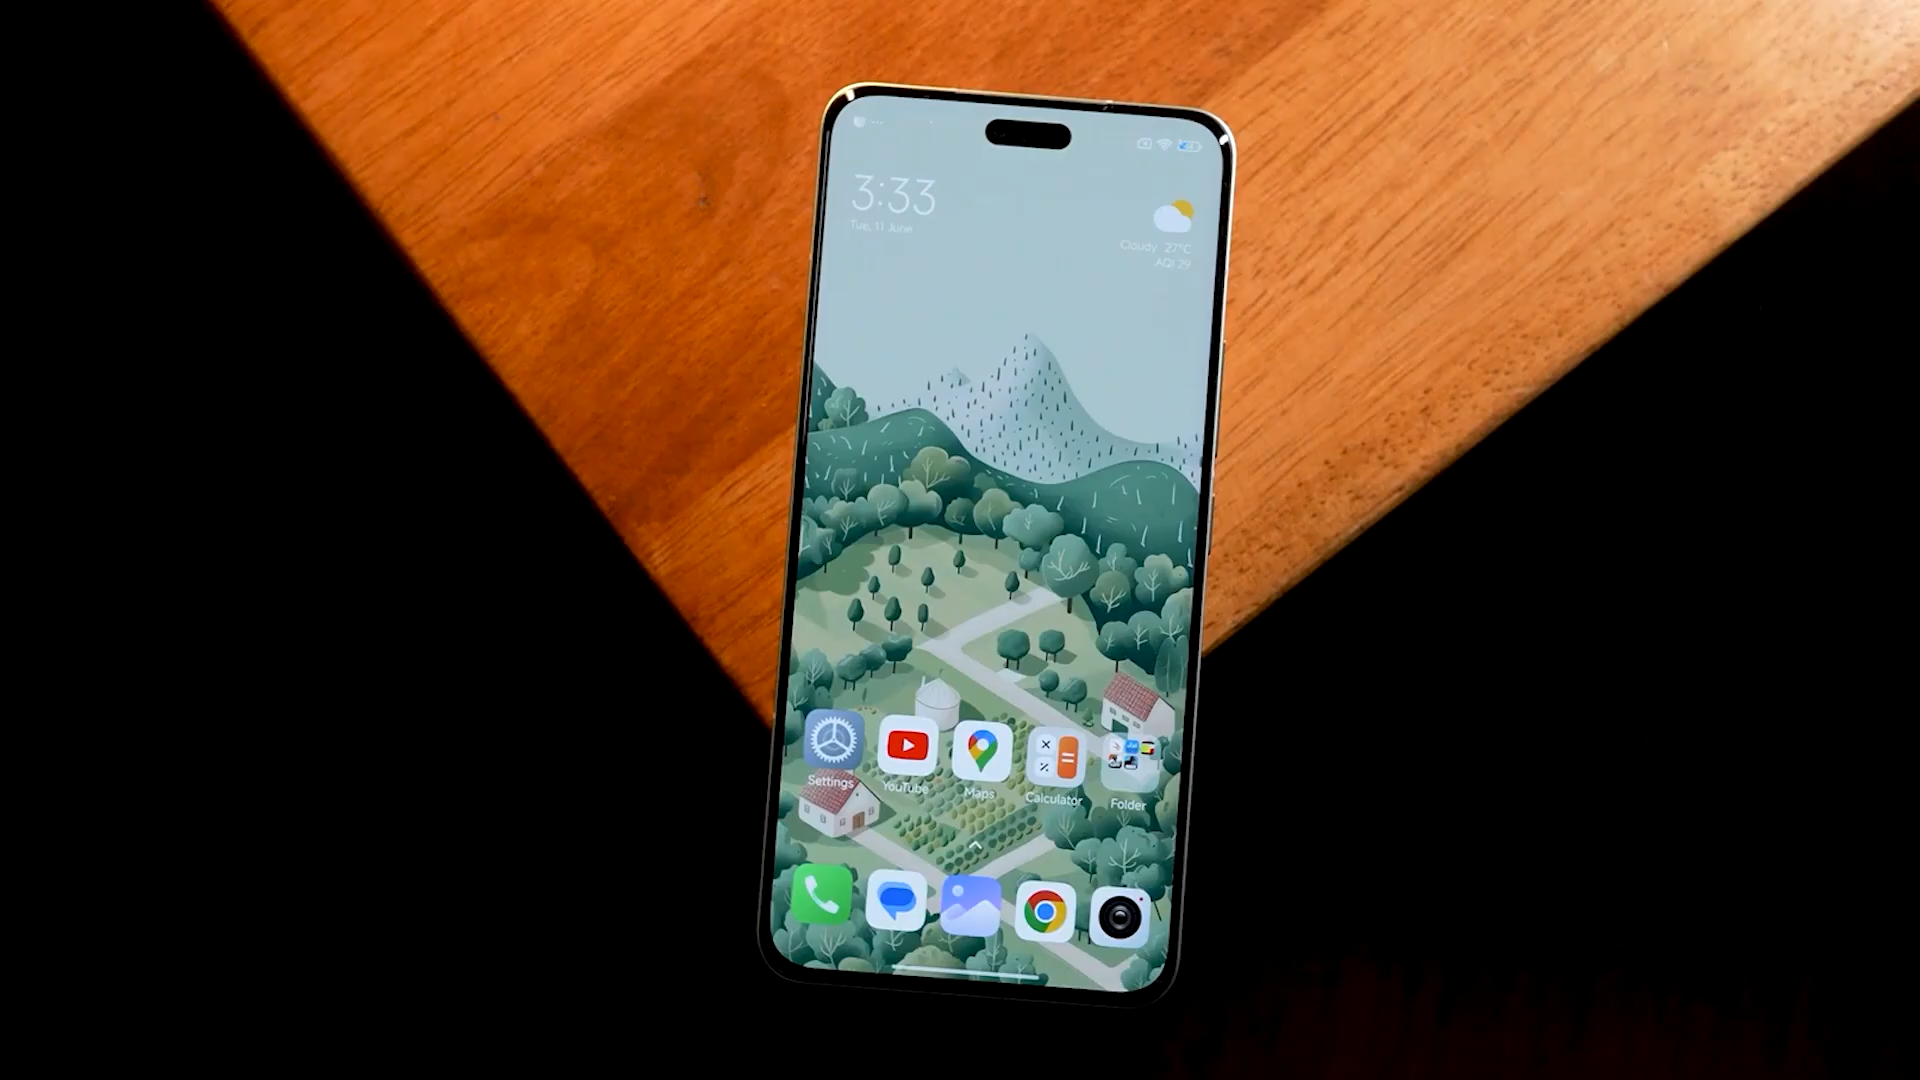 3:33
Tue, 11 June
Cloudy 27°C
AQI 29
Settings
YouTube
Maps
Calculator
Folder